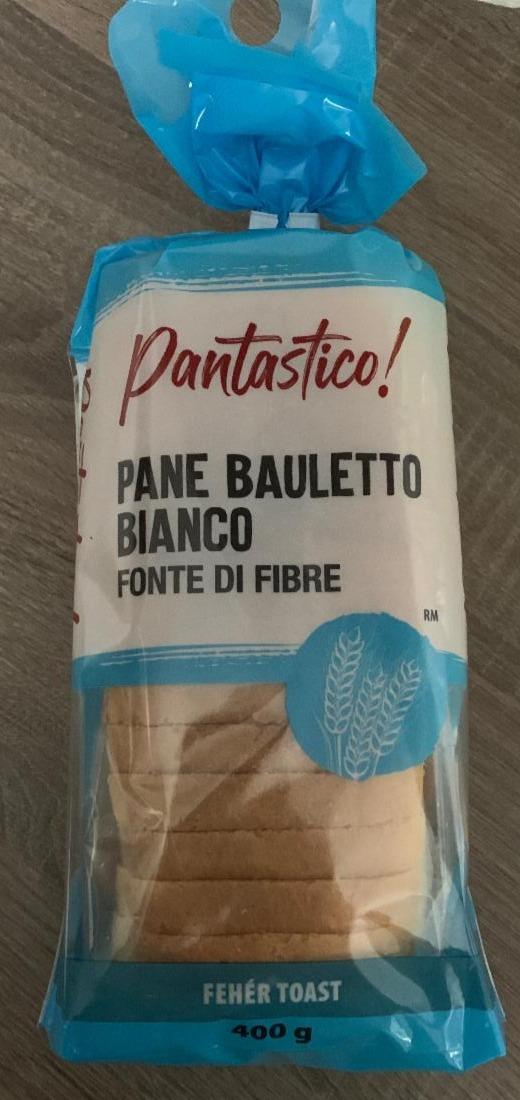 Pantastico!
PANE BAULETTO
BIANCO
FONTE DI FIBRE
RM
FEHÉR TOAST
400 g